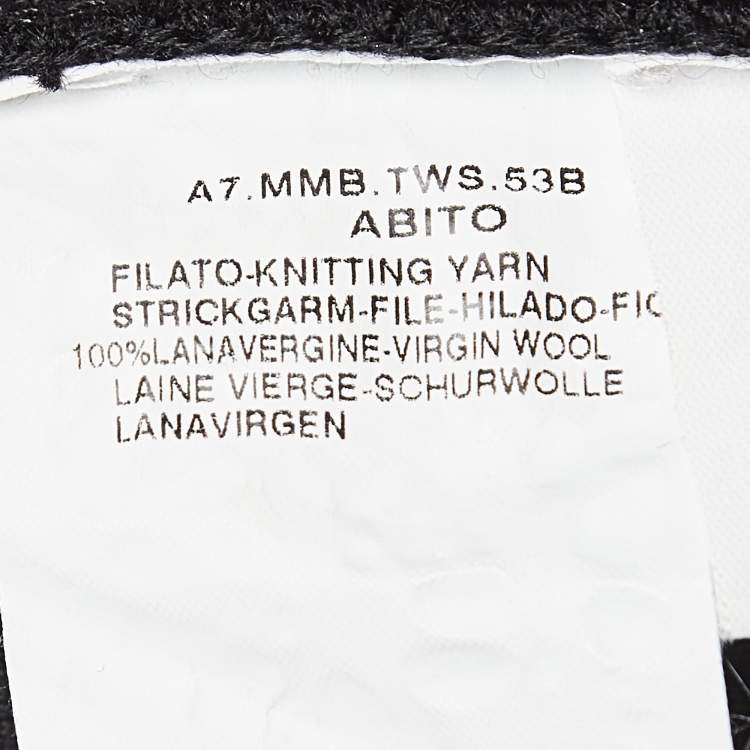 A7.MMB.TWS.53B
ABITO
FILATO-KNITTING YARN
STRICKGARM-FILE-HILADO-FIO
100%LANAVERGINE-VIRGIN WOOL
LAINE VIERGE-SCHURWOLLE
LANAVIRGEN